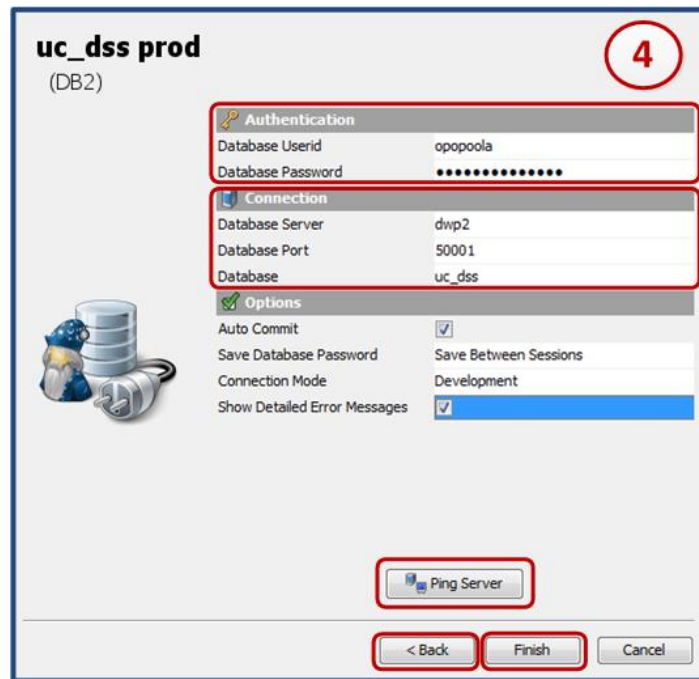 uc_dss prod
4
(DB2)
Authentication
Database Userid opopoola
Database Password ••••••••••••••
Connection
Database Server dwp2
Database Port 50001
Database uc_dss
Options
Auto Commit
Save Database Password Save Between Sessions
Connection Mode Development
Show Detailed Error Messages
Ping Server
< Back Finish Cancel